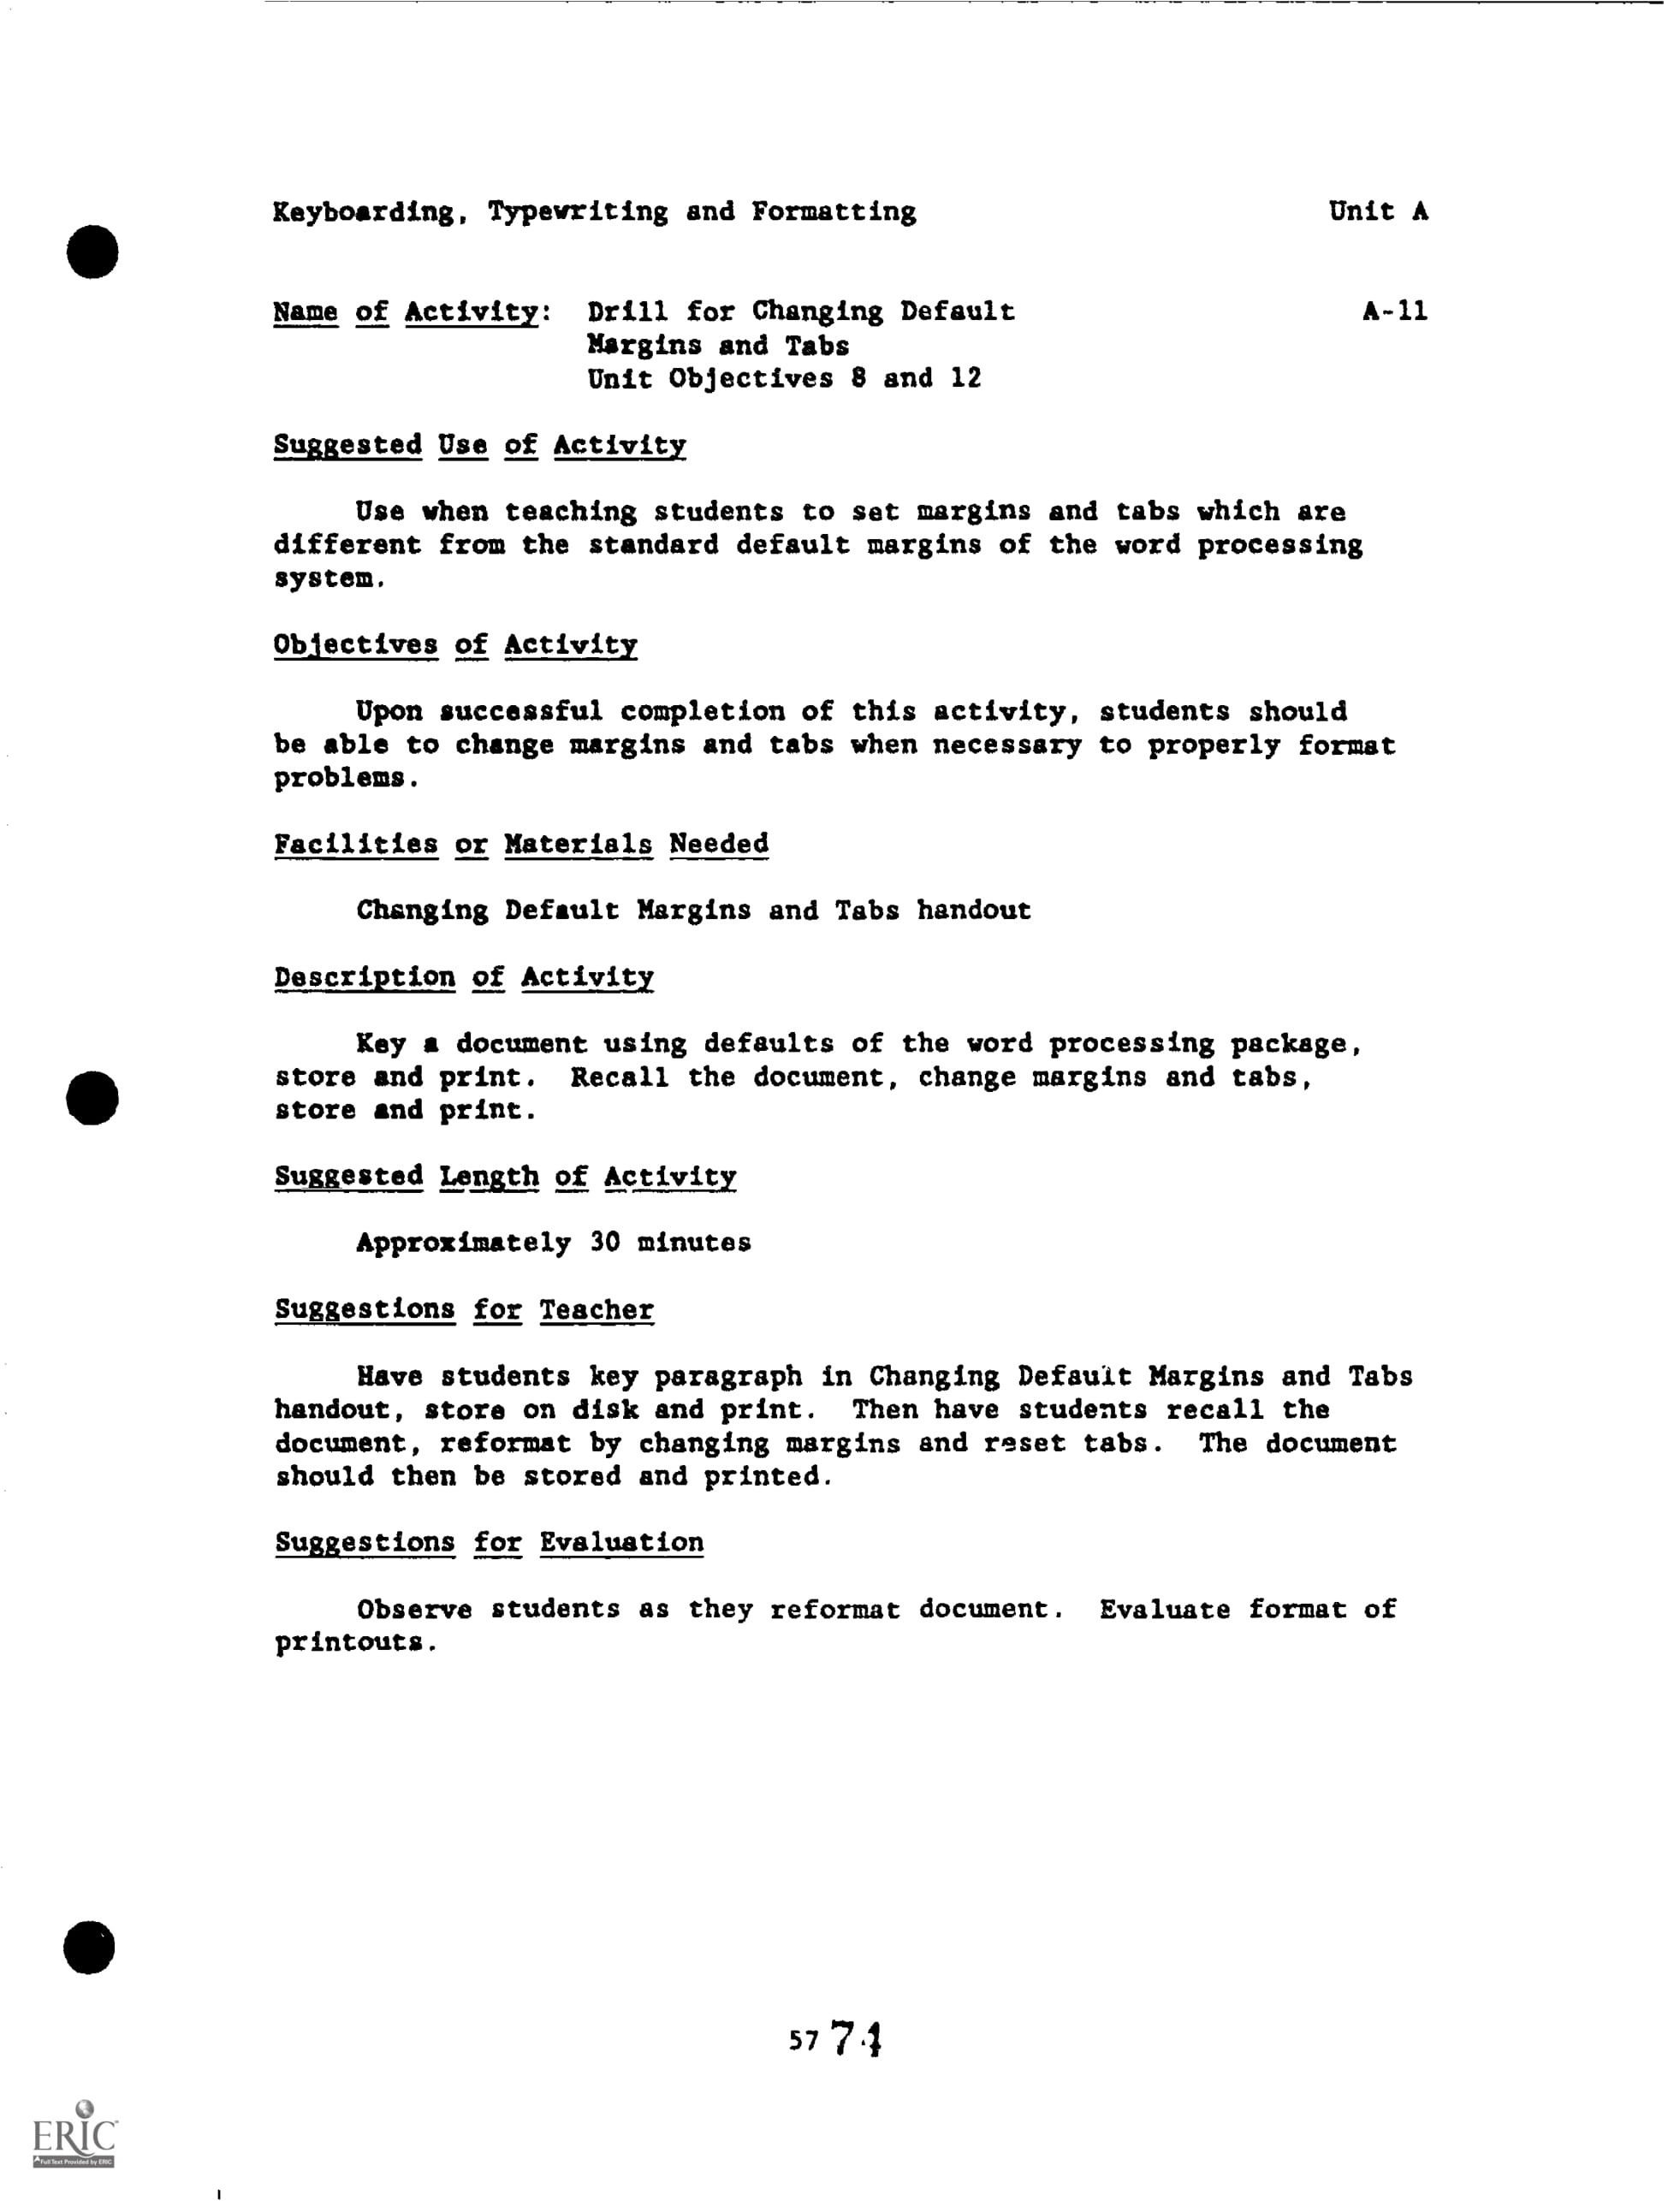 Keyboarding, Typewriting and Formatting Unit A
Name of Activity: Drill for Changing Default A-11
Margins and Tabs
Unit Objectives 8 and 12
Suggested Use of Activity
Use when teaching students to set margins and tabs which are
different from the standard default margins of the word processing
system.
Objectives of Activity
Upon successful completion of this activity, students should
be able to change margins and tabs when necessary to properly format
problems.
Facilities or Materials Needed
Changing Default Margins and Tabs handout
Description of Activity
Key a document using defaults of the word processing package,
store and print. Recall the document, change margins and tabs,
store and print.
Suggested Length of Activity
Approximately 30 minutes
Suggestions for Teacher
Have students key paragraph in Changing Default Margins and Tabs
handout, store on disk and print. Then have students recall the
document, reformat by changing margins and reset tabs. The document
should then be stored and printed.
Suggestions for Evaluation
Observe students as they reformat document. Evaluate format of
printouts.
57
ERIC
Full Text Provided by ERIC